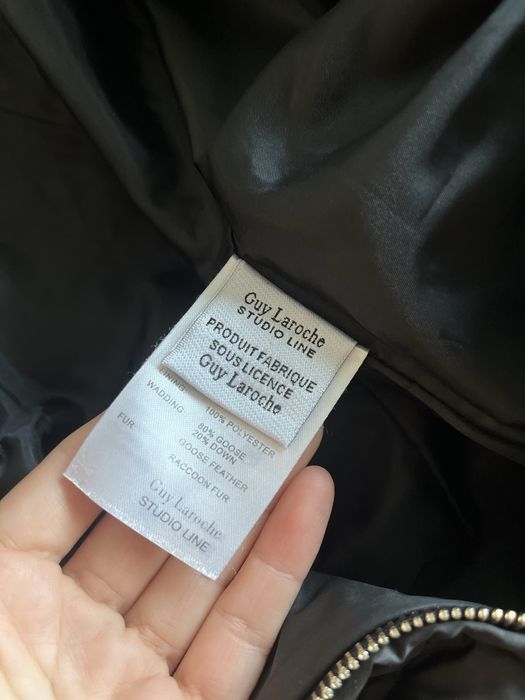 Guy Laroche
STUDIO LINE
PRODUIT FABRIQUE
SOUS LICENCE
Guy Laroche
100% POLYESTER
WADDING: 80% GOOSE
20% DOWN
GOOSE FEATHER
FUR: RACCOON FUR
Guy Laroche
STUDIO LINE